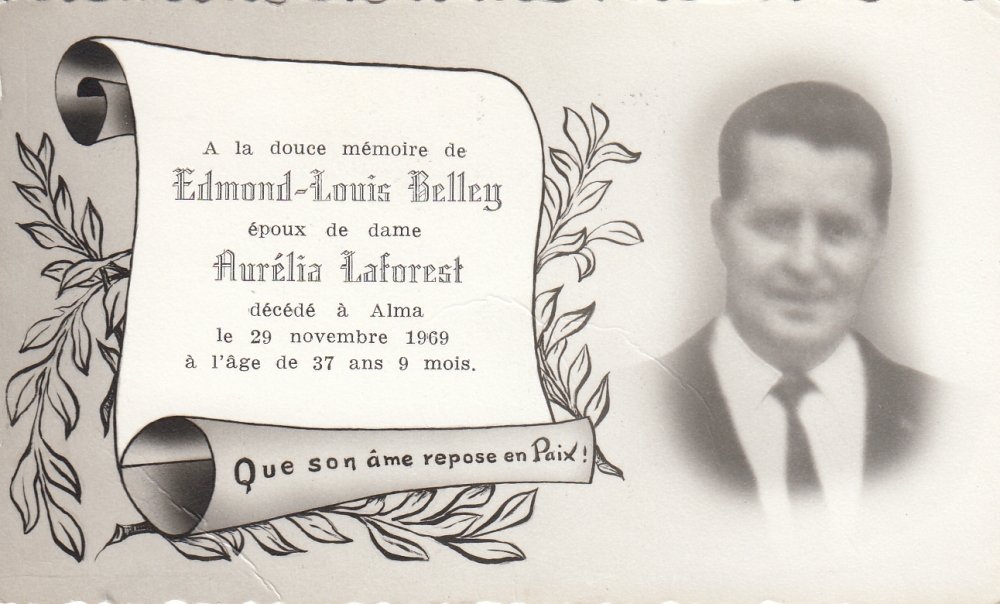 A la douce mémoire de
Edmond-Louis Belley
époux de dame
Aurélia Laforest
décédé à Alma
le 29 novembre 1969
à l'âge de 37 ans 9 mois.
Que son âme repose en Paix!